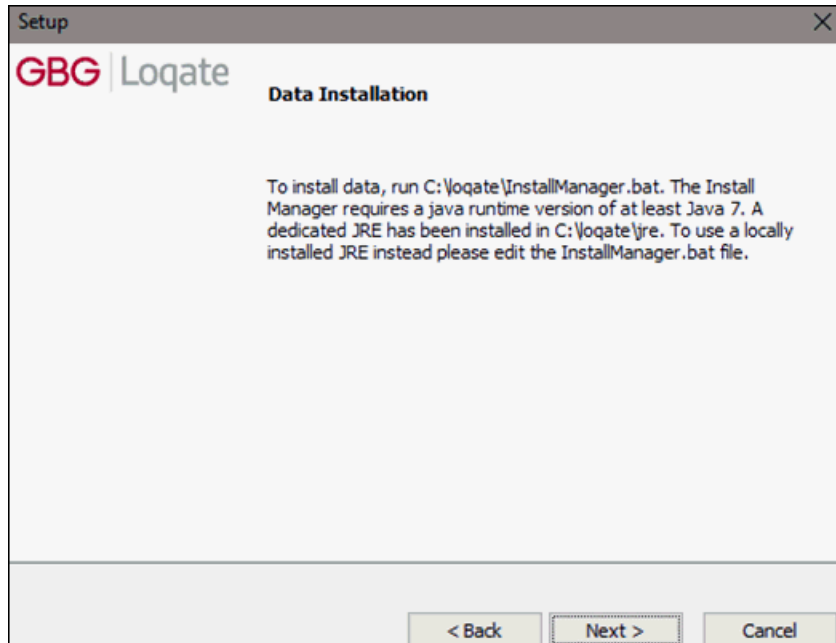 Setup
GBG | Loqate
Data Installation
To install data, run C:\loqate\InstallManager.bat. The Install
Manager requires a java runtime version of at least Java 7. A
dedicated JRE has been installed in C:\loqate\jre. To use a locally
installed JRE instead please edit the InstallManager.bat file.
< Back
Next >
Cancel